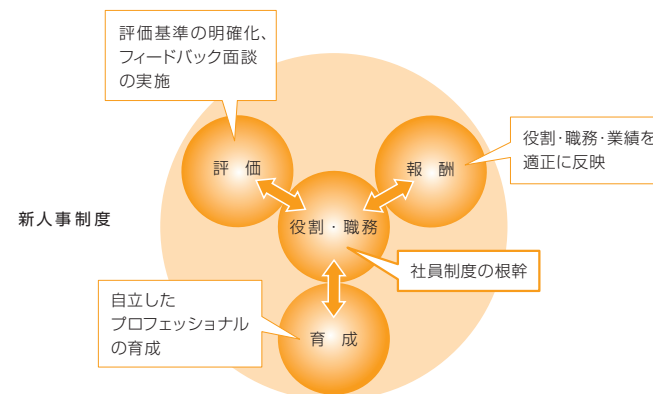 評価基準の明確化、
フィードバック面談
の実施
役割・職務・業績を
適正に反映
評 価
報 酬
新人事制度
役割・職務
社員制度の根幹
自立した
プロフェッショナル
の育成
育 成